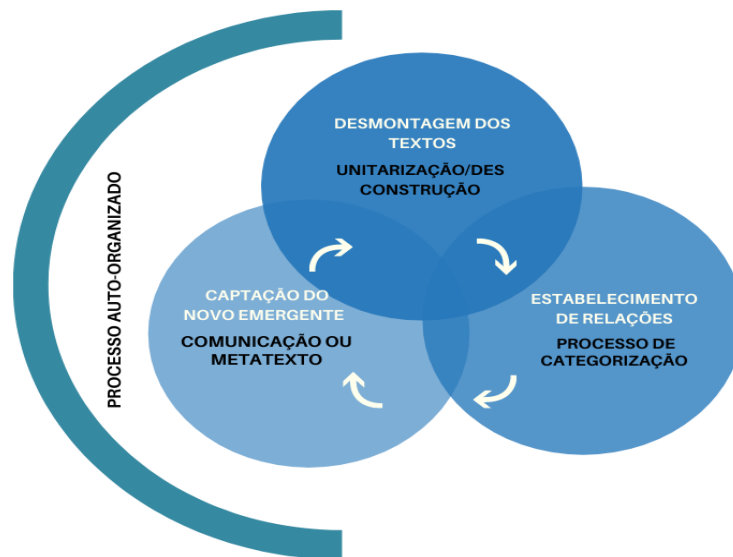 PROCESSO AUTO-ORGANIZADO
DESMONTAGEM DOS
TEXTOS
UNITARIZAÇÃO/DES
CONSTRUÇÃO
CAPTAÇÃO DO
NOVO EMERGENTE
COMUNICAÇÃO OU
METATEXTO
ESTABELECIMENTO
DE RELAÇÕES
PROCESSO DE
CATEGORIZAÇÃO